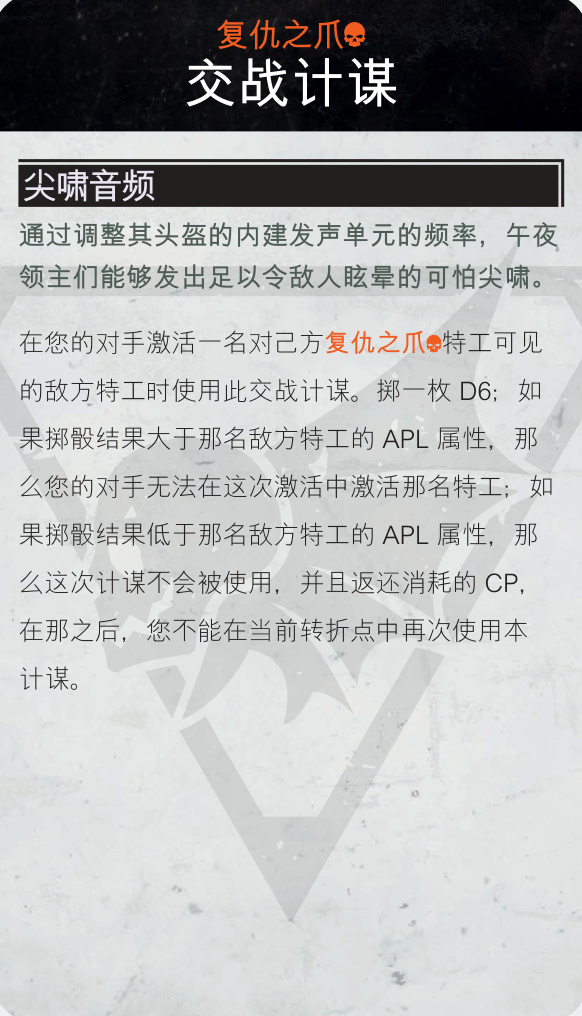 复仇之爪
交战计谋
尖啸音频
通过调整其头盔的内建发声单元的频率，午夜
领主们能够发出足以令敌人眩晕的可怕尖啸。
在您的对手激活一名对己方复仇之爪特工可见
的敌方特工时使用此交战计谋。掷一枚 D6；如
果掷骰结果大于那名敌方特工的 APL 属性，那
么您的对手无法在这次激活中激活那名特工；如
果掷骰结果低于那名敌方特工的 APL 属性，那
么这次计谋不会被使用，并且返还消耗的 CP，
在那之后，您不能在当前转折点中再次使用本
计谋。